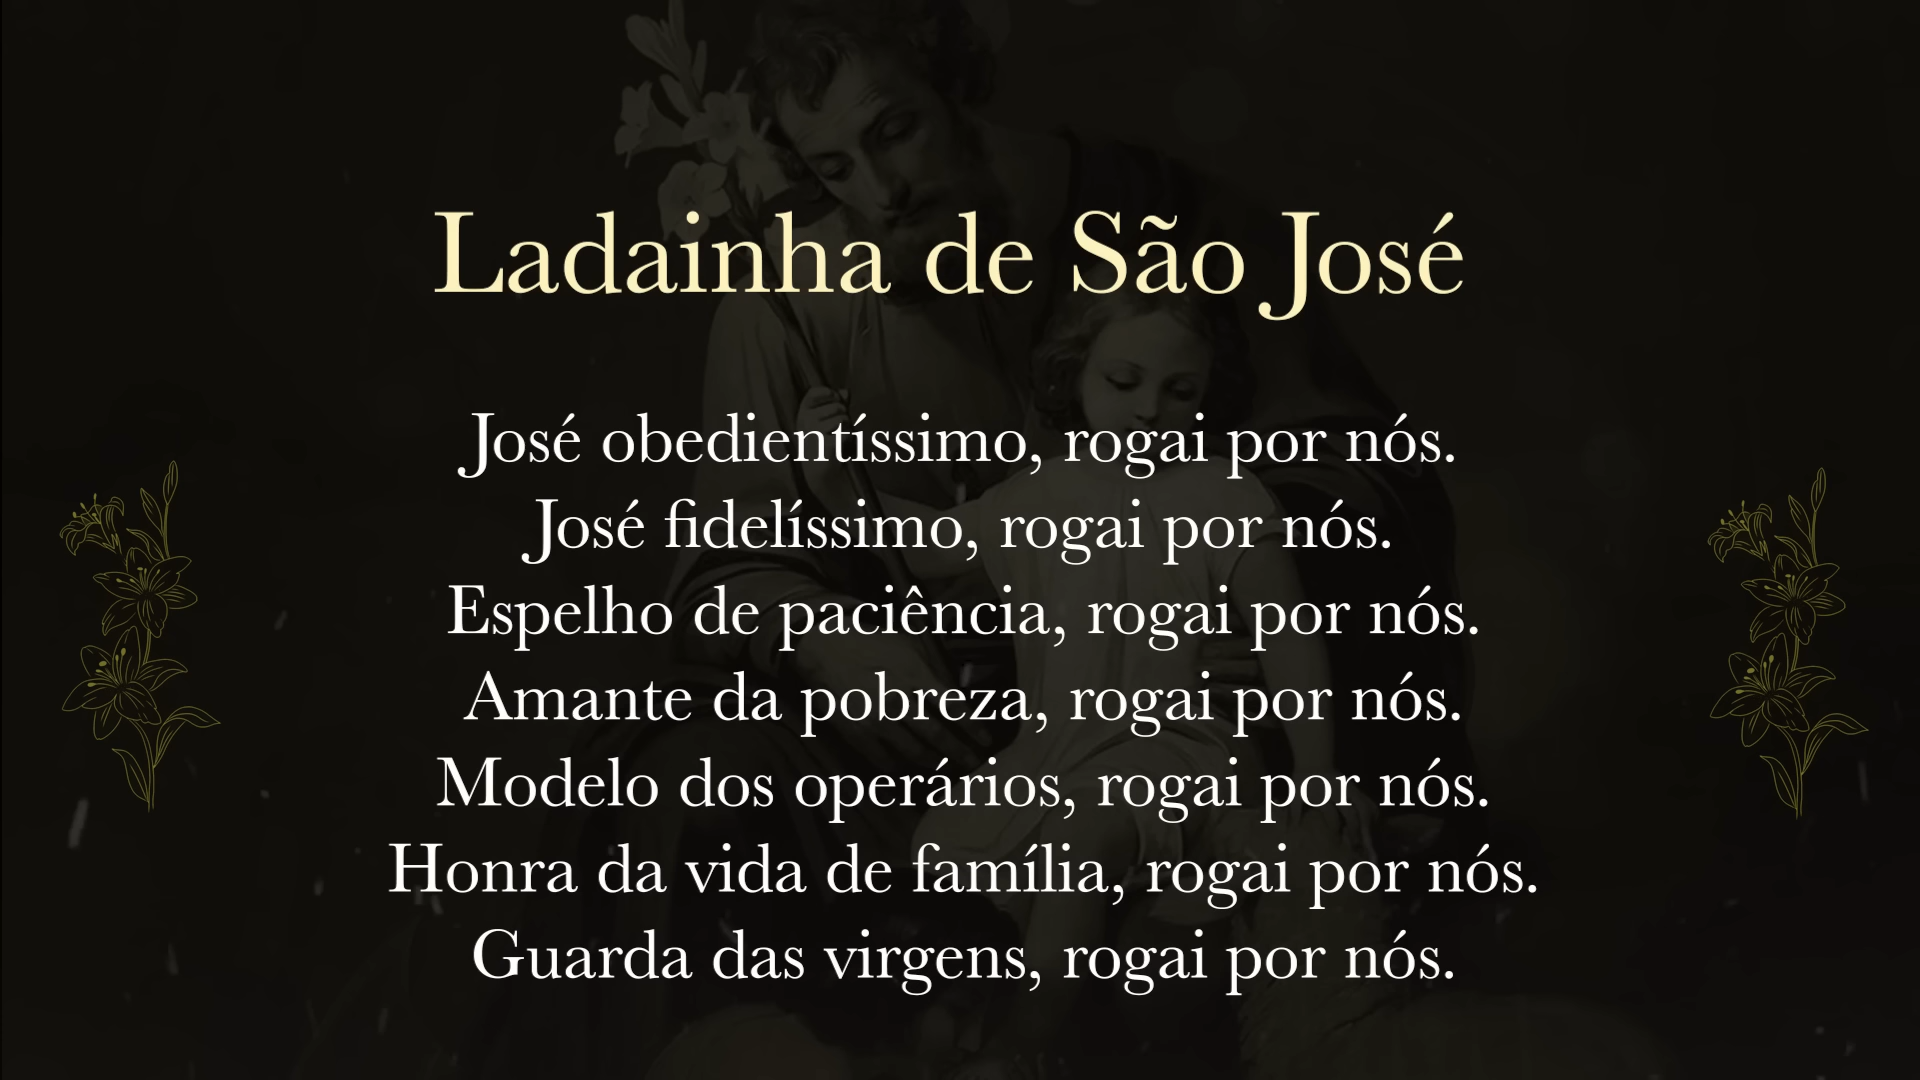 Ladainha de São José
José obedientíssimo, rogai por nós.
José fidelíssimo, rogai por nós.
Espelho de paciência, rogai por nós.
Amante da pobreza, rogai por nós.
Modelo dos operários, rogai por nós.
Honra da vida de família, rogai por nós.
Guarda das virgens, rogai por nós.